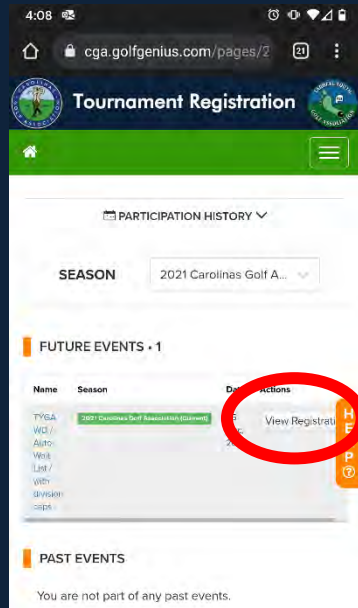 4:08
cga.golfgenius.com/pages/2
21
Tournament Registration
PARTICIPATION HISTORY
SEASON
2021 Carolinas Golf A...
FUTURE EVENTS • 1
Name Season Actions
TYGA
2021 Carolinas Golf Association (Current)
View Registrati
WD /
Auto
Wait
List /
with
division
caps
HELP
PAST EVENTS
You are not part of any past events.